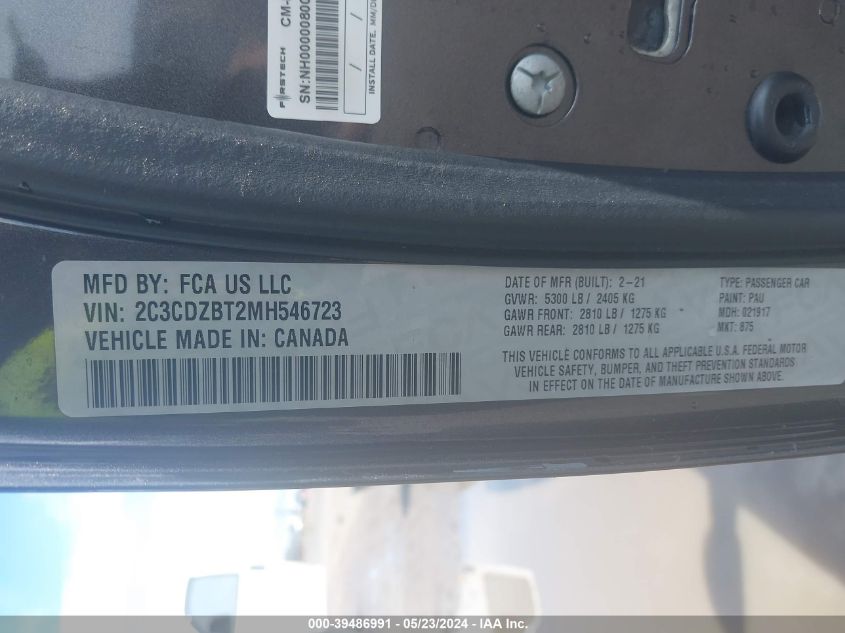 CM-
FIRSTECH
SN:NH00000800
INSTALL DATE. MM/DD
/ /
MFD BY: FCA US LLC
VIN: 2C3CDZBT2MH546723
VEHICLE MADE IN: CANADA
DATE OF MFR (BUILT): 2-21
GVWR: 5300 LB / 2405 KG
GAWR FRONT: 2810 LB / 1275 KG
GAWR REAR: 2810 LB / 1275 KG
TYPE: PASSENGER CAR
PAINT: PAU
MDH: 021917
MKT: 875
THIS VEHICLE CONFORMS TO ALL APPLICABLE U.S.A. FEDERAL MOTOR
VEHICLE SAFETY, BUMPER, AND THEFT PREVENTION STANDARDS
IN EFFECT ON THE DATE OF MANUFACTURE SHOWN ABOVE.
000-39486991 - 05/23/2024 - IAA Inc.